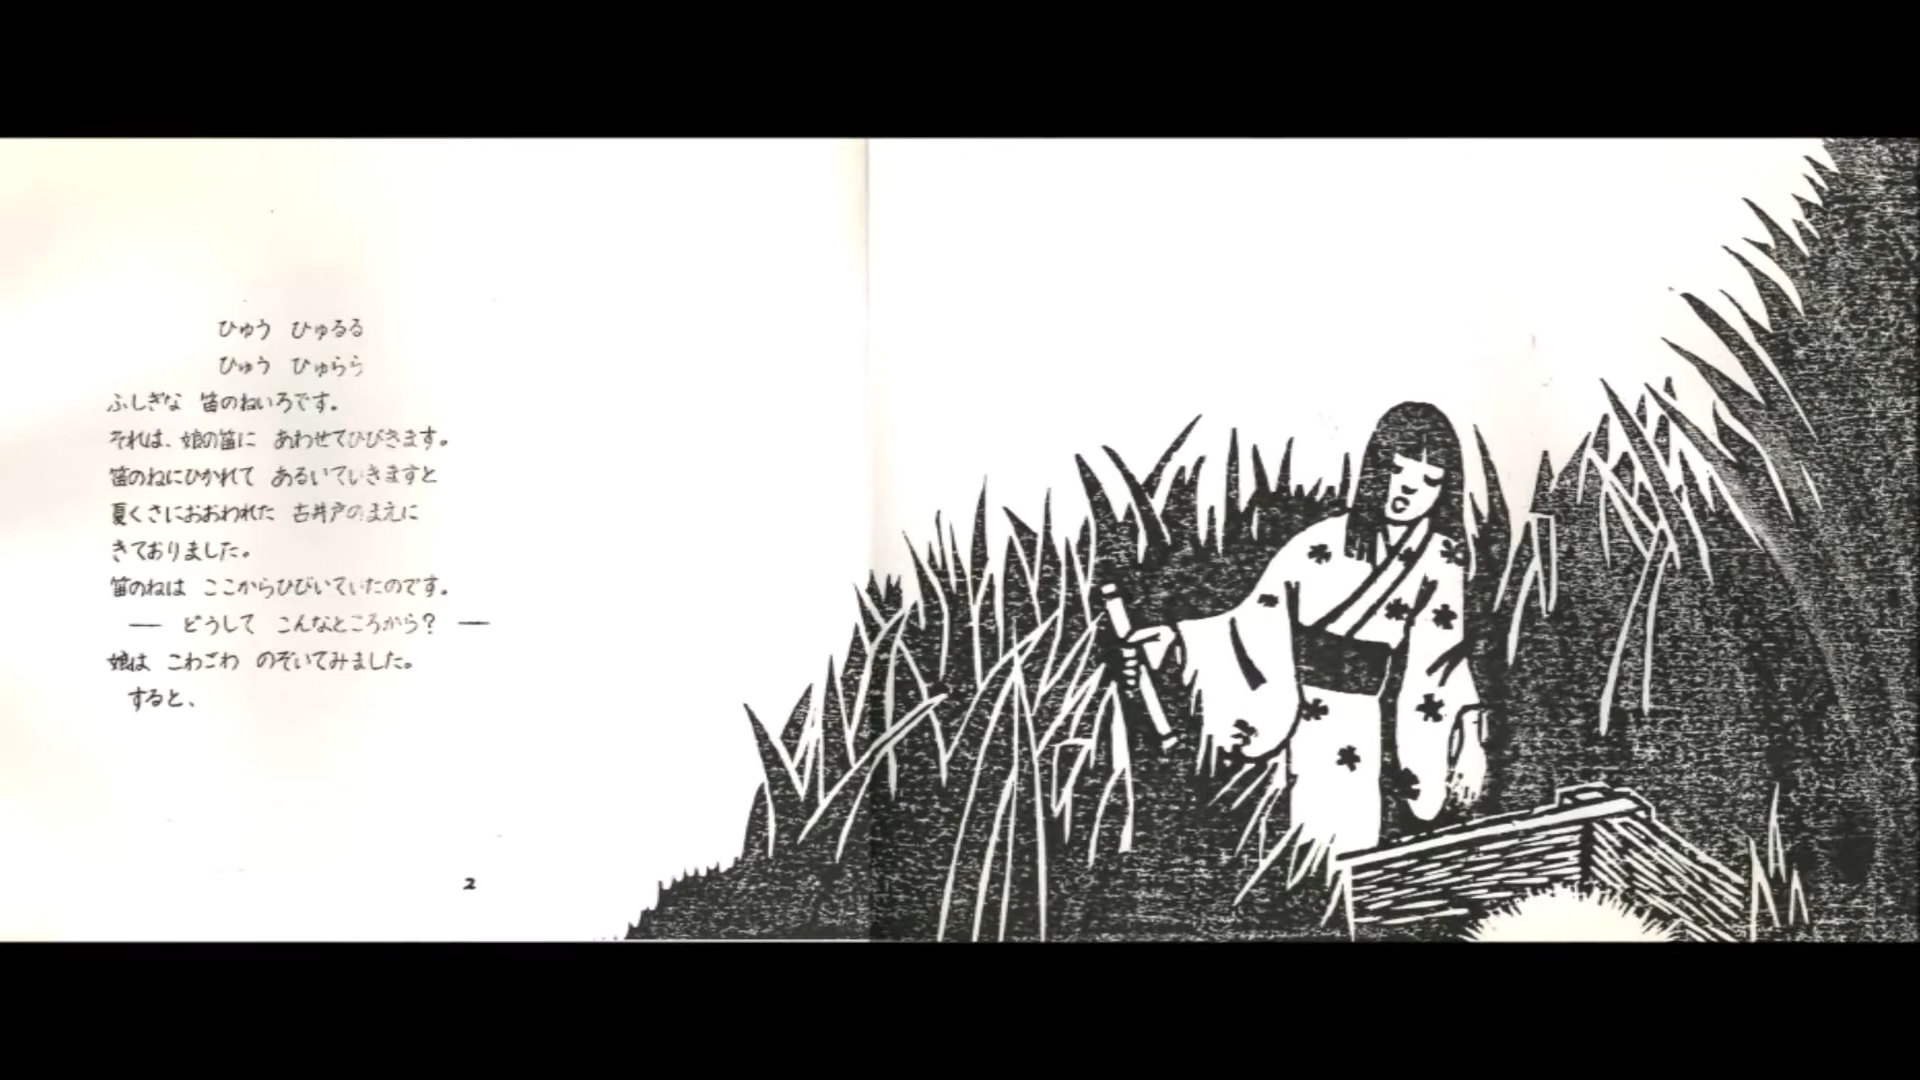 ひゅう ひゅるる
ひゅう ひゅらら
ふしぎな 笛のねいろです。
それは、娘の笛に あわせてひびきます。
笛のねにひかれて あるいていきますと
夏くさにおおわれた 古井戸のまえに
きておりました。
笛のねは ここからひびいていたのです。
― どうして こんなところから? ―
娘は こわごわ のぞいてみました。
すると、
2